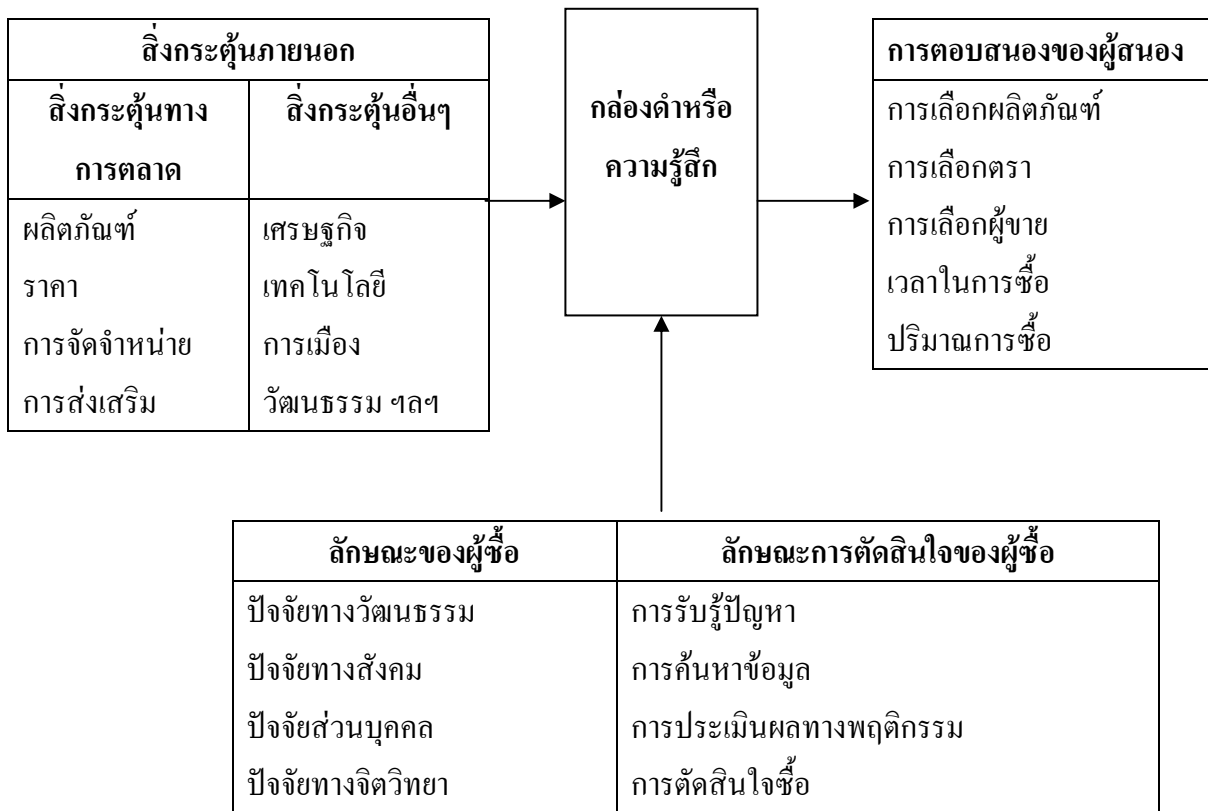 สิ่งกระตุ้นภายนอก
สิ่งกระตุ้นทาง
การตลาด
สิ่งกระตุ้นอื่นๆ
ผลิตภัณฑ์
ราคา
การจัดจำหน่าย
การส่งเสริม
เศรษฐกิจ
เทคโนโลยี
การเมือง
วัฒนธรรม ฯลฯ
กล่องดำหรือ
ความรู้สึก
การตอบสนองของผู้สนอง
การเลือกผลิตภัณฑ์
การเลือกตรา
การเลือกผู้ขาย
เวลาในการซื้อ
ปริมาณการซื้อ
ลักษณะของผู้ซื้อ
ปัจจัยทางวัฒนธรรม
ปัจจัยทางสังคม
ปัจจัยส่วนบุคคล
ปัจจัยทางจิตวิทยา
ลักษณะการตัดสินใจของผู้ซื้อ
การรับรู้ปัญหา
การค้นหาข้อมูล
การประเมินผลทางพฤติกรรม
การตัดสินใจซื้อ